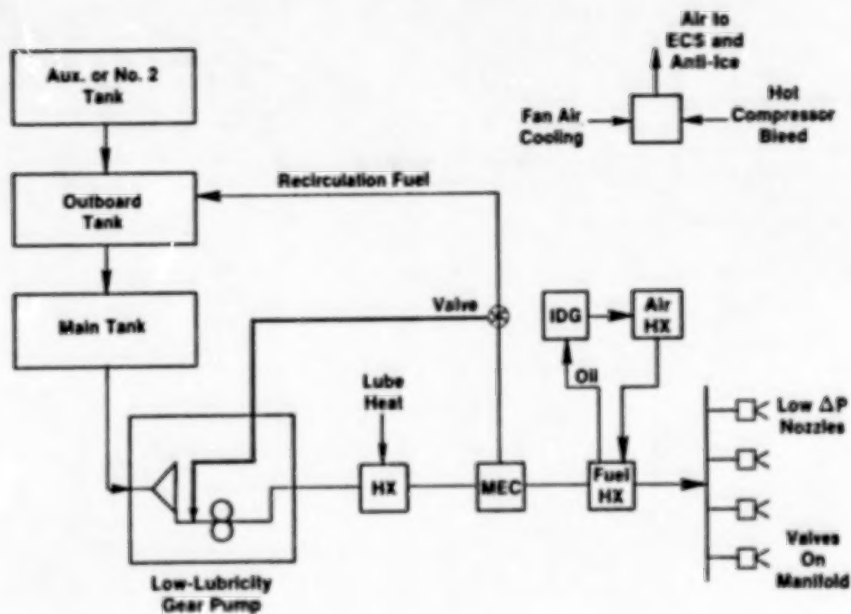 Aux. or No. 2
Tank
Outboard
Tank
Main Tank
Recirculation Fuel
Valve
Air to
ECS and
Anti-Ice
Fan Air
Cooling
Hot
Compressor
Bleed
IDG
Air
HX
Oil
Lube
Heat
HX
MEC
Fuel
HX
Low ΔP
Nozzles
Valves
On
Manifold
Low-Lubricity
Gear Pump